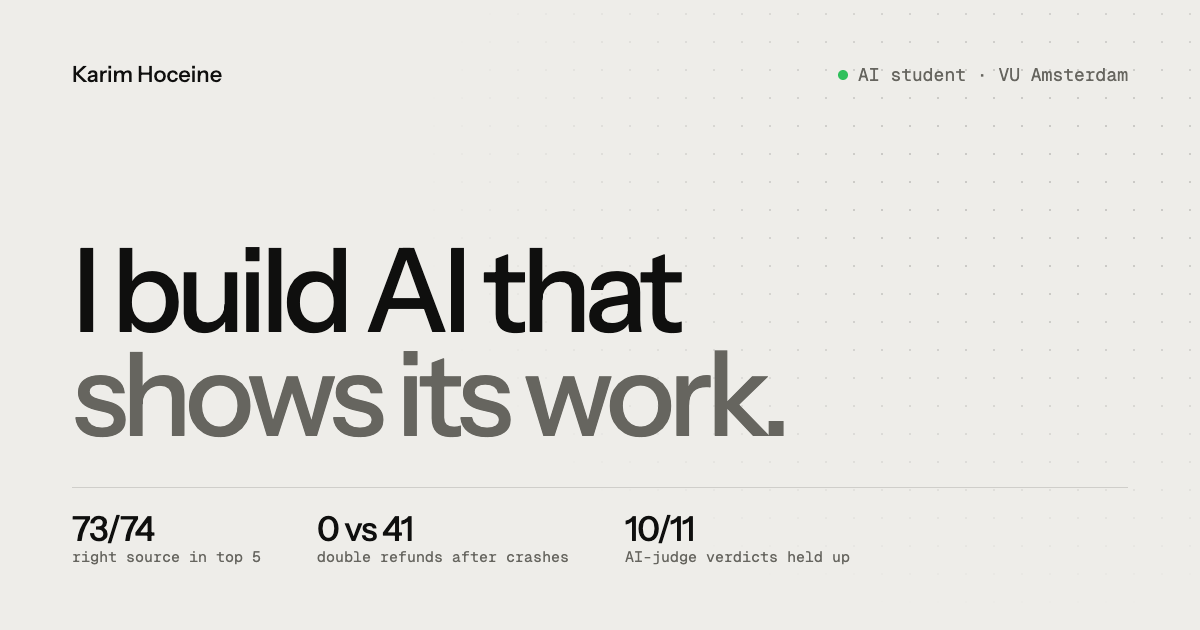 Karim Hoceine
AI student · VU Amsterdam
I build AI that
shows its work.
73/74
right source in top 5
0 vs 41
double refunds after crashes
10/11
AI-judge verdicts held up